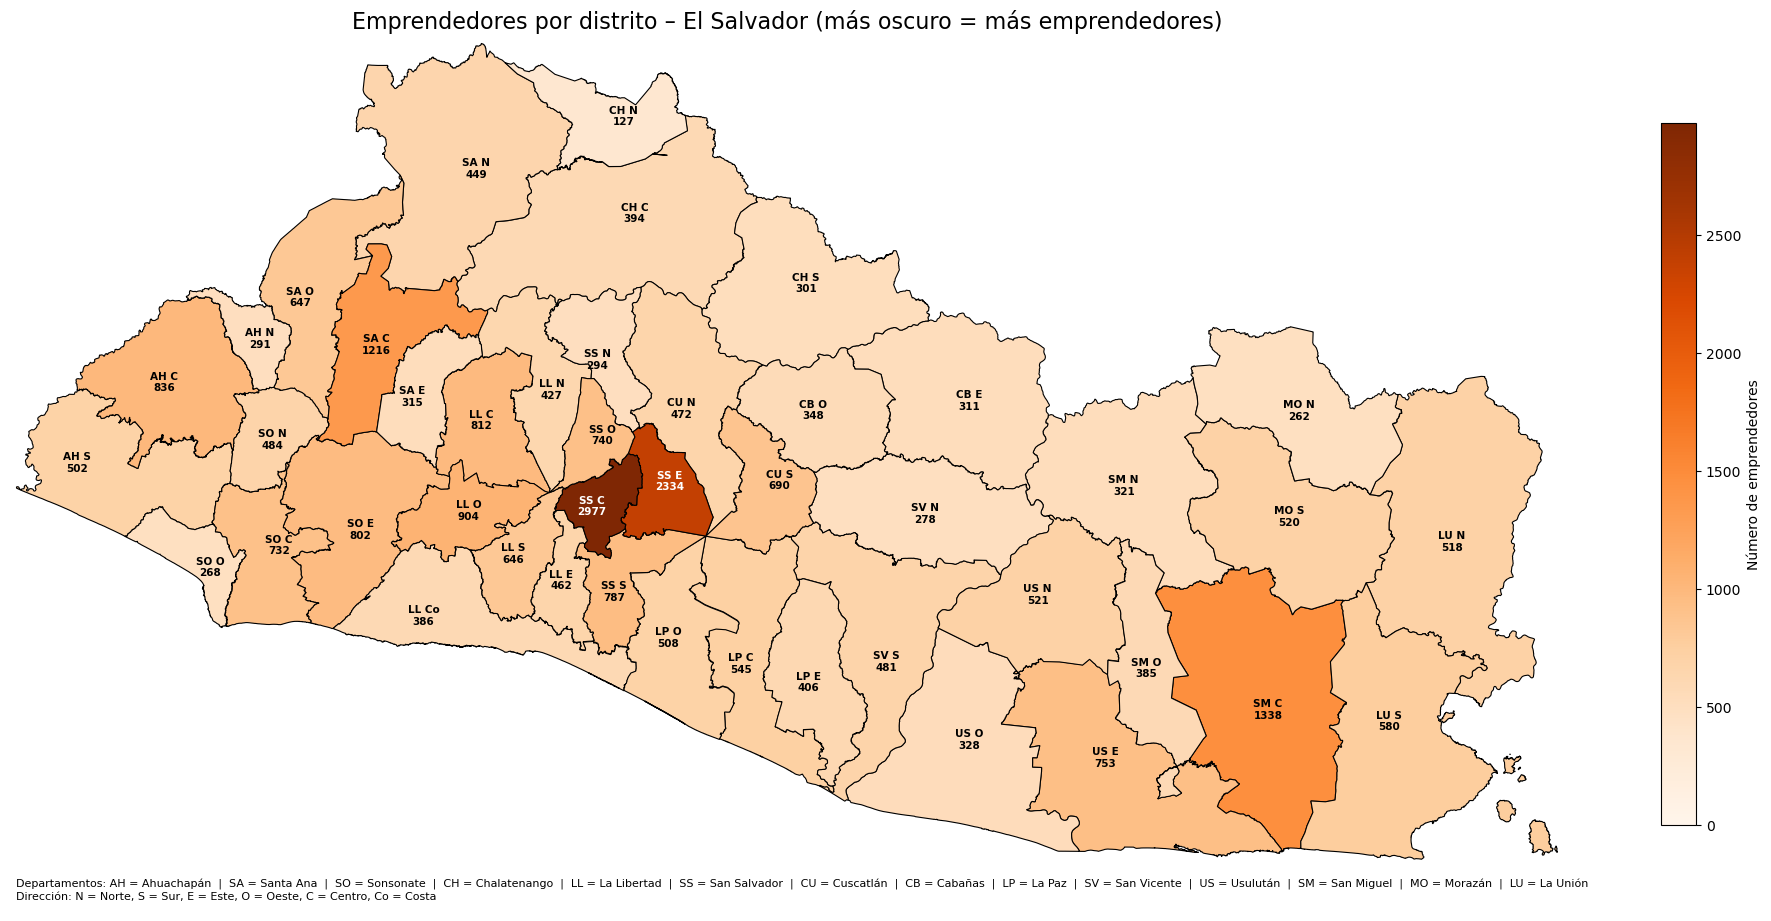 Emprendedores por distrito – El Salvador (más oscuro = más emprendedores)
CH N
127
SA N
449
CH C
394
CH S
301
SA O
647
AH N
291
SA C
1216
SS N
294
AH C
836
SA E
315
LL N
427
CB E
311
CB O
348
CU N
472
MO N
262
LL C
812
SO N
484
SS O
740
AH S
502
SS E
2334
CU S
690
SM N
321
SS C
2977
LL O
904
SV N
278
MO S
520
SO E
802
SO C
732
LU N
518
LL S
646
SO O
268
LL E
462
SS S
787
US N
521
LL Co
386
LP O
508
SV S
481
LP C
545
SM O
385
LP E
406
SM C
1338
LU S
580
US O
328
US E
753
2500
2000
1500
1000
500
0
Número de emprendedores
Departamentos: AH = Ahuachapán | SA = Santa Ana | SO = Sonsonate | CH = Chalatenango | LL = La Libertad | SS = San Salvador | CU = Cuscatlán | CB = Cabañas | LP = La Paz | SV = San Vicente | US = Usulután | SM = San Miguel | MO = Morazán | LU = La Unión
Dirección: N = Norte, S = Sur, E = Este, O = Oeste, C = Centro, Co = Costa